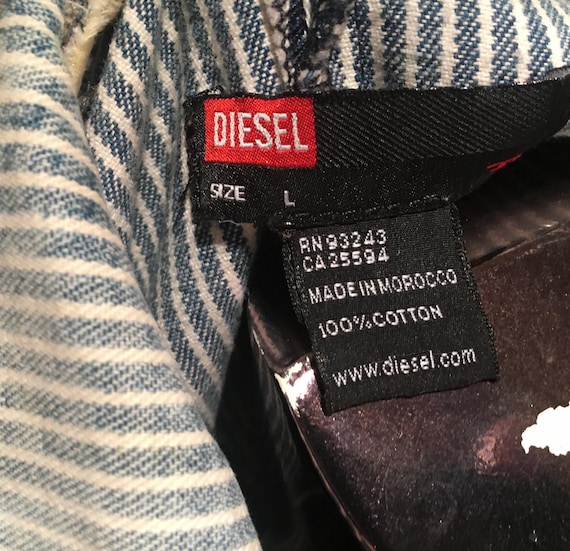 DIESEL
SIZE L
RN 93243
CA 25594
MADE IN MOROCCO
100% COTTON
www.diesel.com